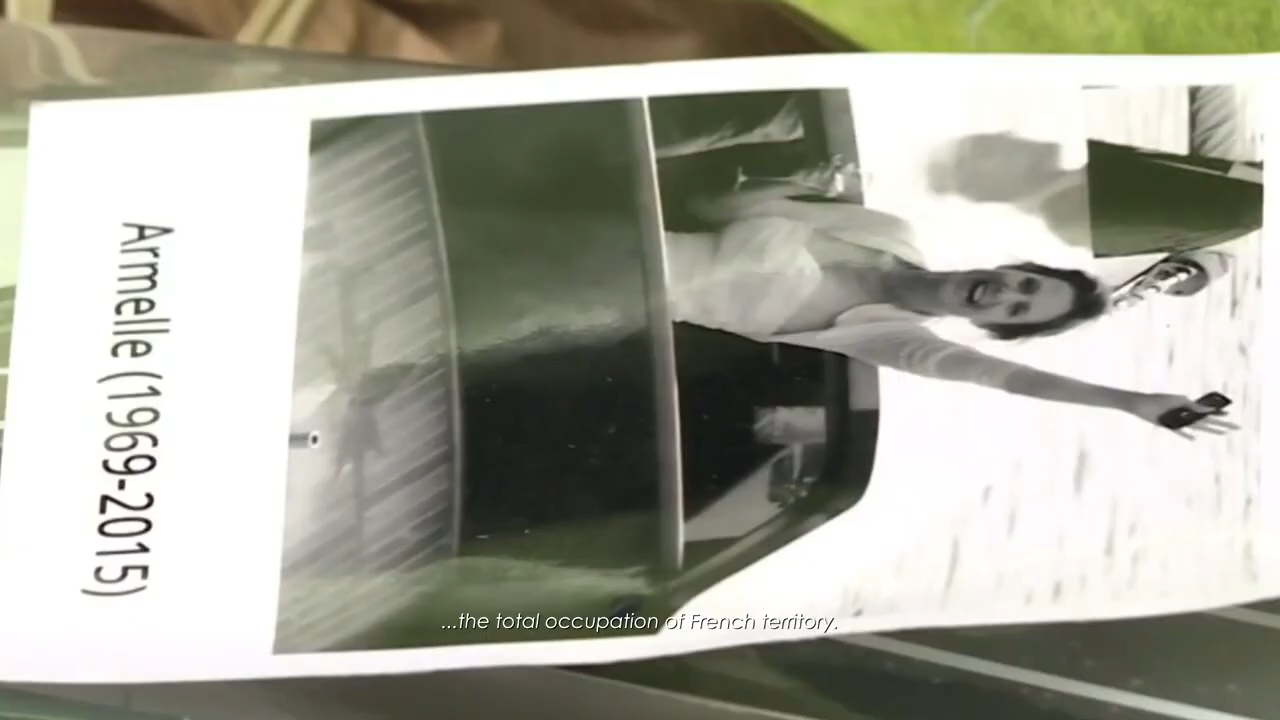 Armelle (1969-2015)
...the total occupation of French territory.